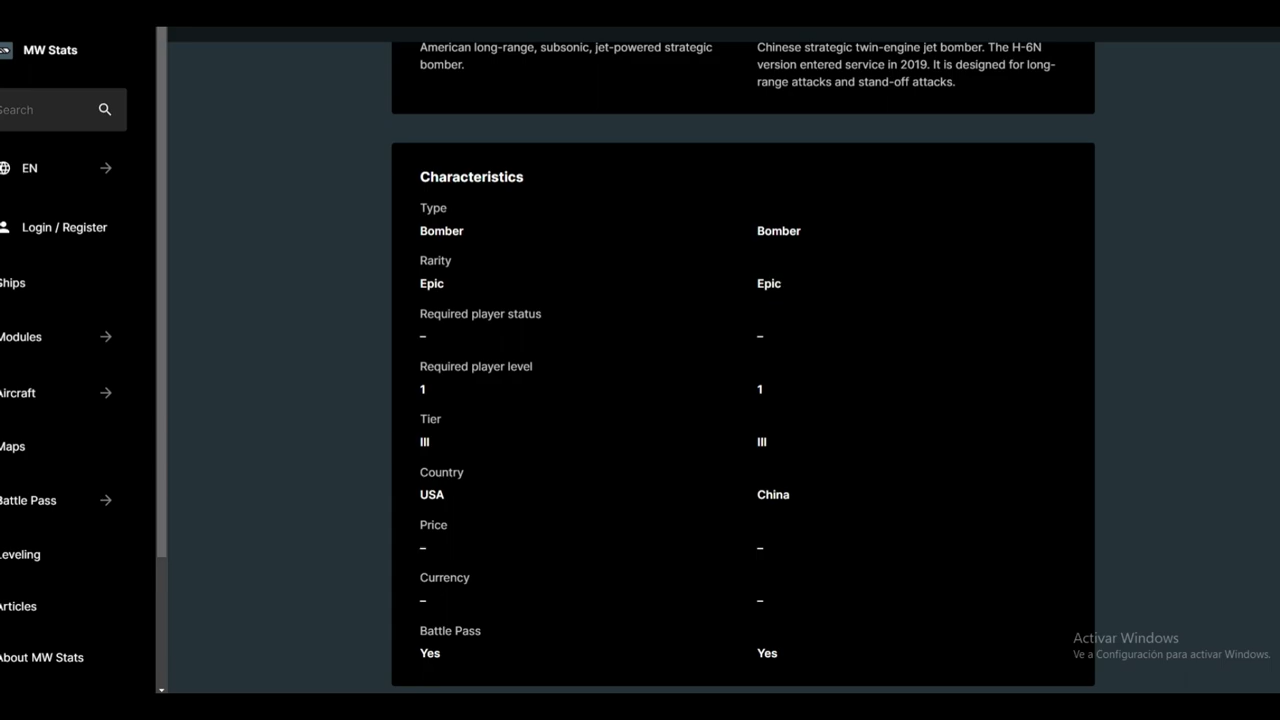 MW Stats
Search
EN
Login / Register
Ships
Modules
Aircraft
Maps
Battle Pass
Leveling
Articles
About MW Stats
American long-range, subsonic, jet-powered strategic
bomber.
Chinese strategic twin-engine jet bomber. The H-6N
version entered service in 2019. It is designed for long-
range attacks and stand-off attacks.
Characteristics
Type
Bomber Bomber
Rarity
Epic Epic
Required player status
– –
Required player level
1 1
Tier
III III
Country
USA China
Price
– –
Currency
– –
Battle Pass
Yes Yes
Activar Windows
Ve a Configuración para activar Windows.